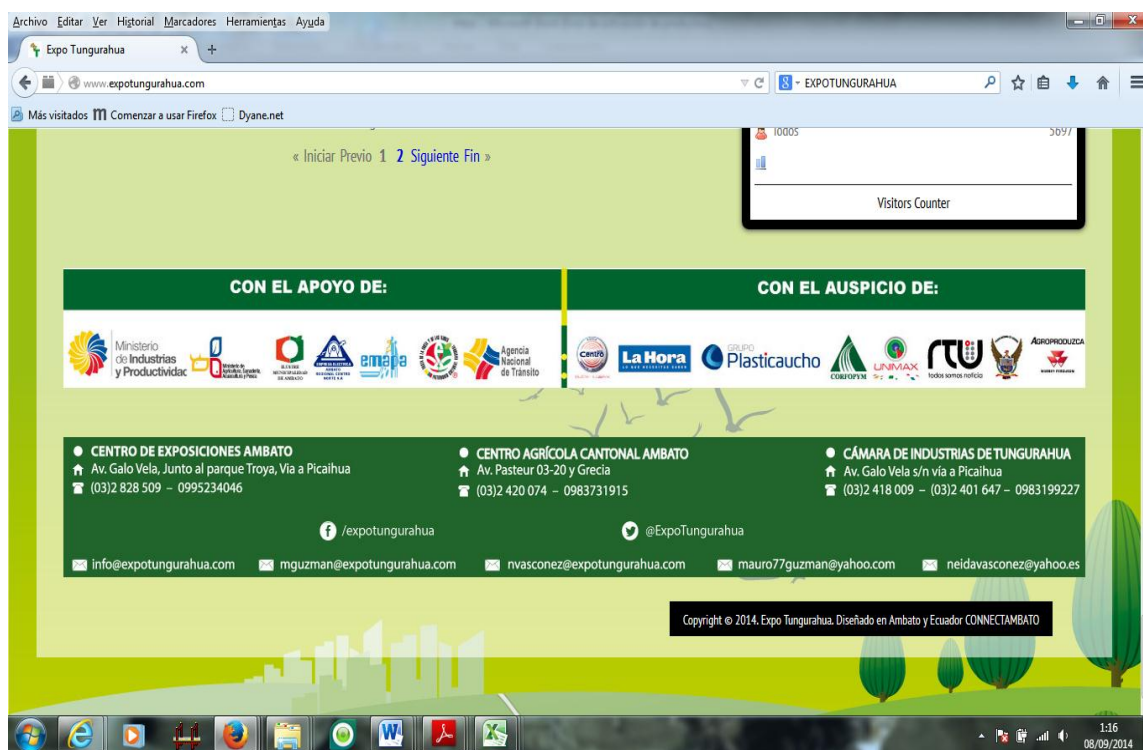 Archivo Editar Ver Historial Marcadores Herramientas Ayuda
Expo Tungurahua
www.expotungurahua.com
EXPOTUNGURAHUA
Más visitados Comenzar a usar Firefox Dyane.net
« Iniciar Previo 1 2 Siguiente Fin »
Todos 5697
Visitors Counter
CON EL APOYO DE:
CON EL AUSPICIO DE:
Ministerio
de Industrias
y Productividad
emapa
Agencia
Nacional
de Tránsito
Centro
La Hora
GRUPO
Plasticaucho
CORFOPYM
UNIMAX
rtu
todos somos noticia
AGROPRODUZCA
MASSEY FERGUSON
CENTRO DE EXPOSICIONES AMBATO
Av. Galo Vela, Junto al parque Troya, Via a Picaihua
(03)2 828 509 – 0995234046
CENTRO AGRÍCOLA CANTONAL AMBATO
Av. Pasteur 03-20 y Grecia
(03)2 420 074 – 0983731915
CÁMARA DE INDUSTRIAS DE TUNGURAHUA
Av. Galo Vela s/n vía a Picaihua
(03)2 418 009 – (03)2 401 647 – 0983199227
/expotungurahua
@ExpoTungurahua
info@expotungurahua.com
mguzman@expotungurahua.com
nvasconez@expotungurahua.com
mauro77guzman@yahoo.com
neidavasconez@yahoo.es
Copyright © 2014. Expo Tungurahua. Diseñado en Ambato y Ecuador CONNECTAMBATO
1:16
08/09/2014